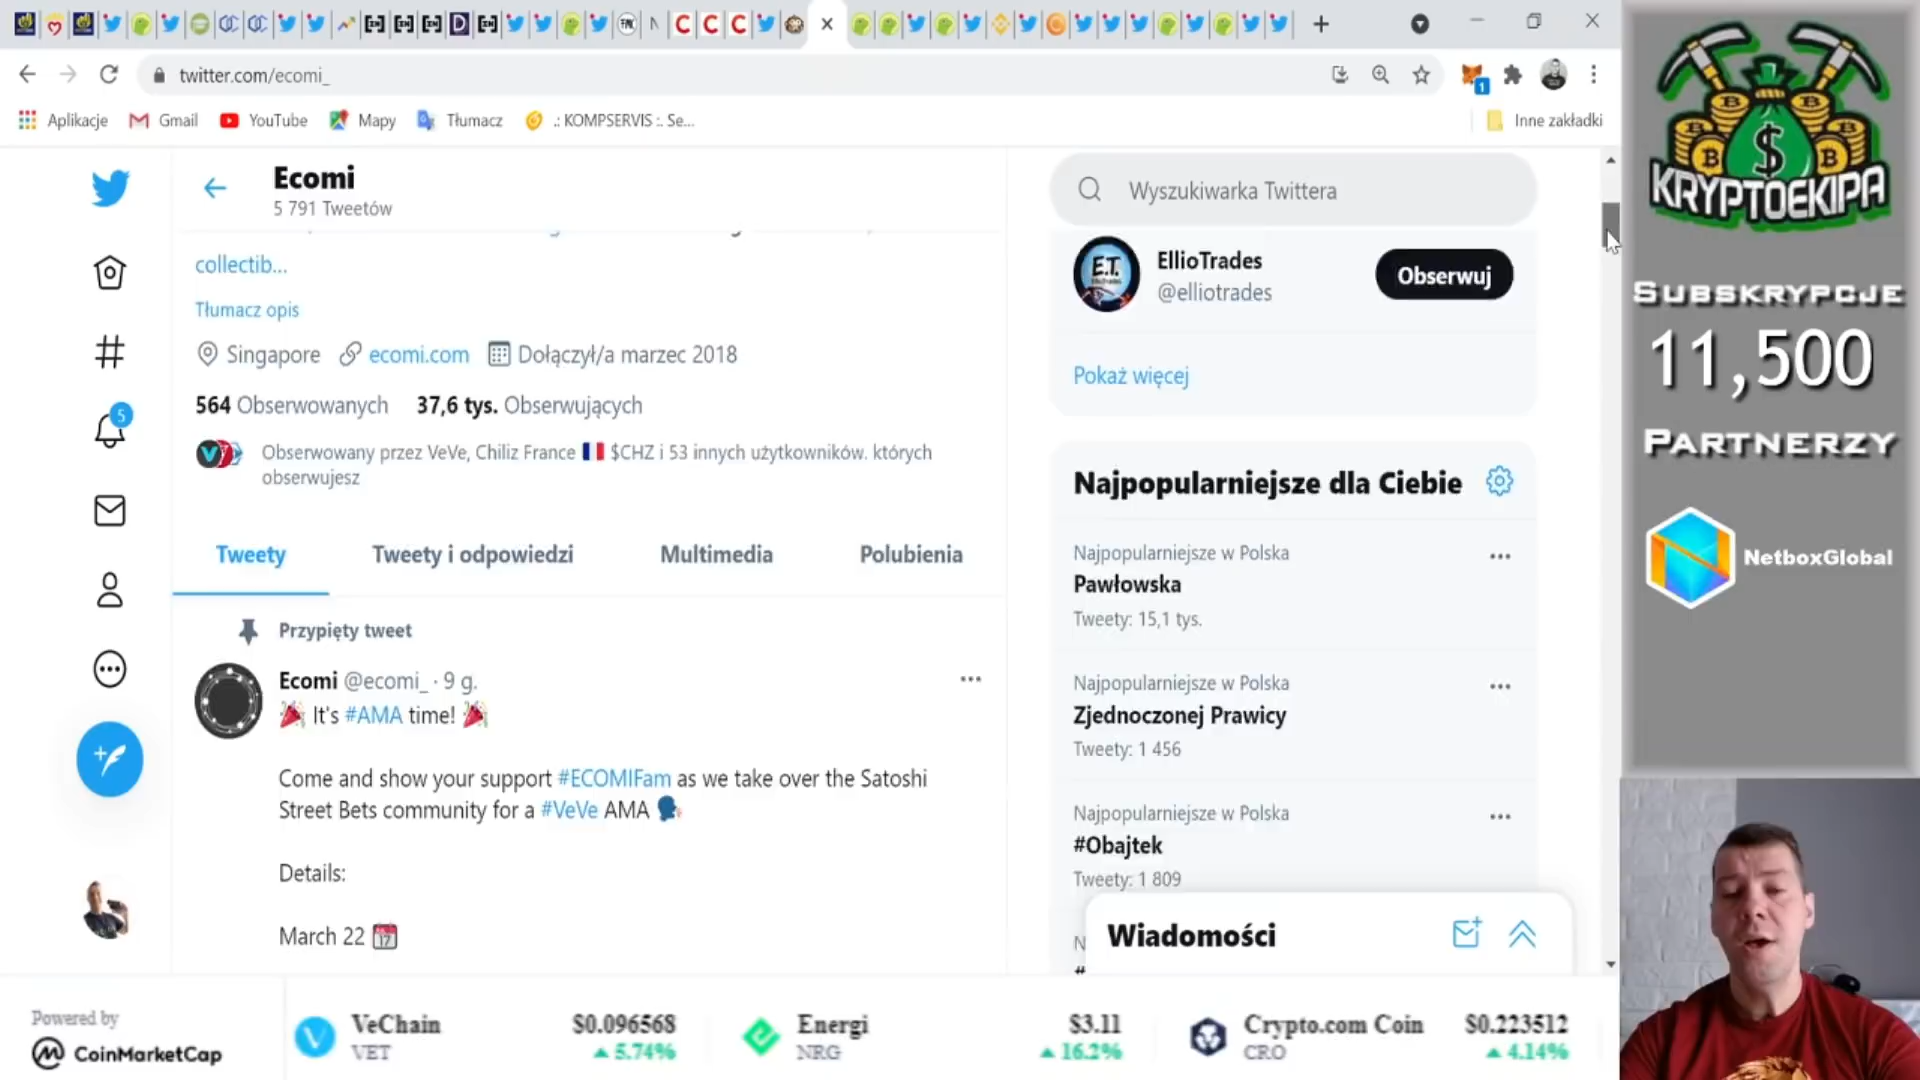 twitter.com/ecomi_
1
Aplikacje
Gmail
YouTube
Mapy
Tłumacz
.: KOMPSERVIS :. Se...
Inne zakładki
Ecomi
5 791 Tweetów
collectib...
Tłumacz opis
Singapore
ecomi.com
Dołączył/a marzec 2018
564 Obserwowanych
37,6 tys. Obserwujących
Obserwowany przez VeVe, Chiliz France 🇫🇷 $CHZ i 53 innych użytkowników. których
obserwujesz
5
Tweety
Tweety i odpowiedzi
Multimedia
Polubienia
Przypięty tweet
Ecomi @ecomi_ · 9 g.
🎉 It's #AMA time! 🎉
Come and show your support #ECOMIFam as we take over the Satoshi
Street Bets community for a #VeVe AMA 🗣
Details:
March 22 📅
Wyszukiwarka Twittera
E.T.
EllioTrades
@elliotrades
Obserwuj
Pokaż więcej
Najpopularniejsze dla Ciebie
Najpopularniejsze w Polska
Pawłowska
Tweety: 15,1 tys.
Najpopularniejsze w Polska
Zjednoczonej Prawicy
Tweety: 1 456
Najpopularniejsze w Polska
#Obajtek
Tweety: 1 809
Wiadomości
KRYPTOEKIPA
SUBSKRYPCJE
11,500
PARTNERZY
NetboxGlobal
Powered by
CoinMarketCap
VeChain
VET
$0.096568
5.74%
Energi
NRG
$3.11
16.2%
Crypto.com Coin
CRO
$0.223512
4.14%